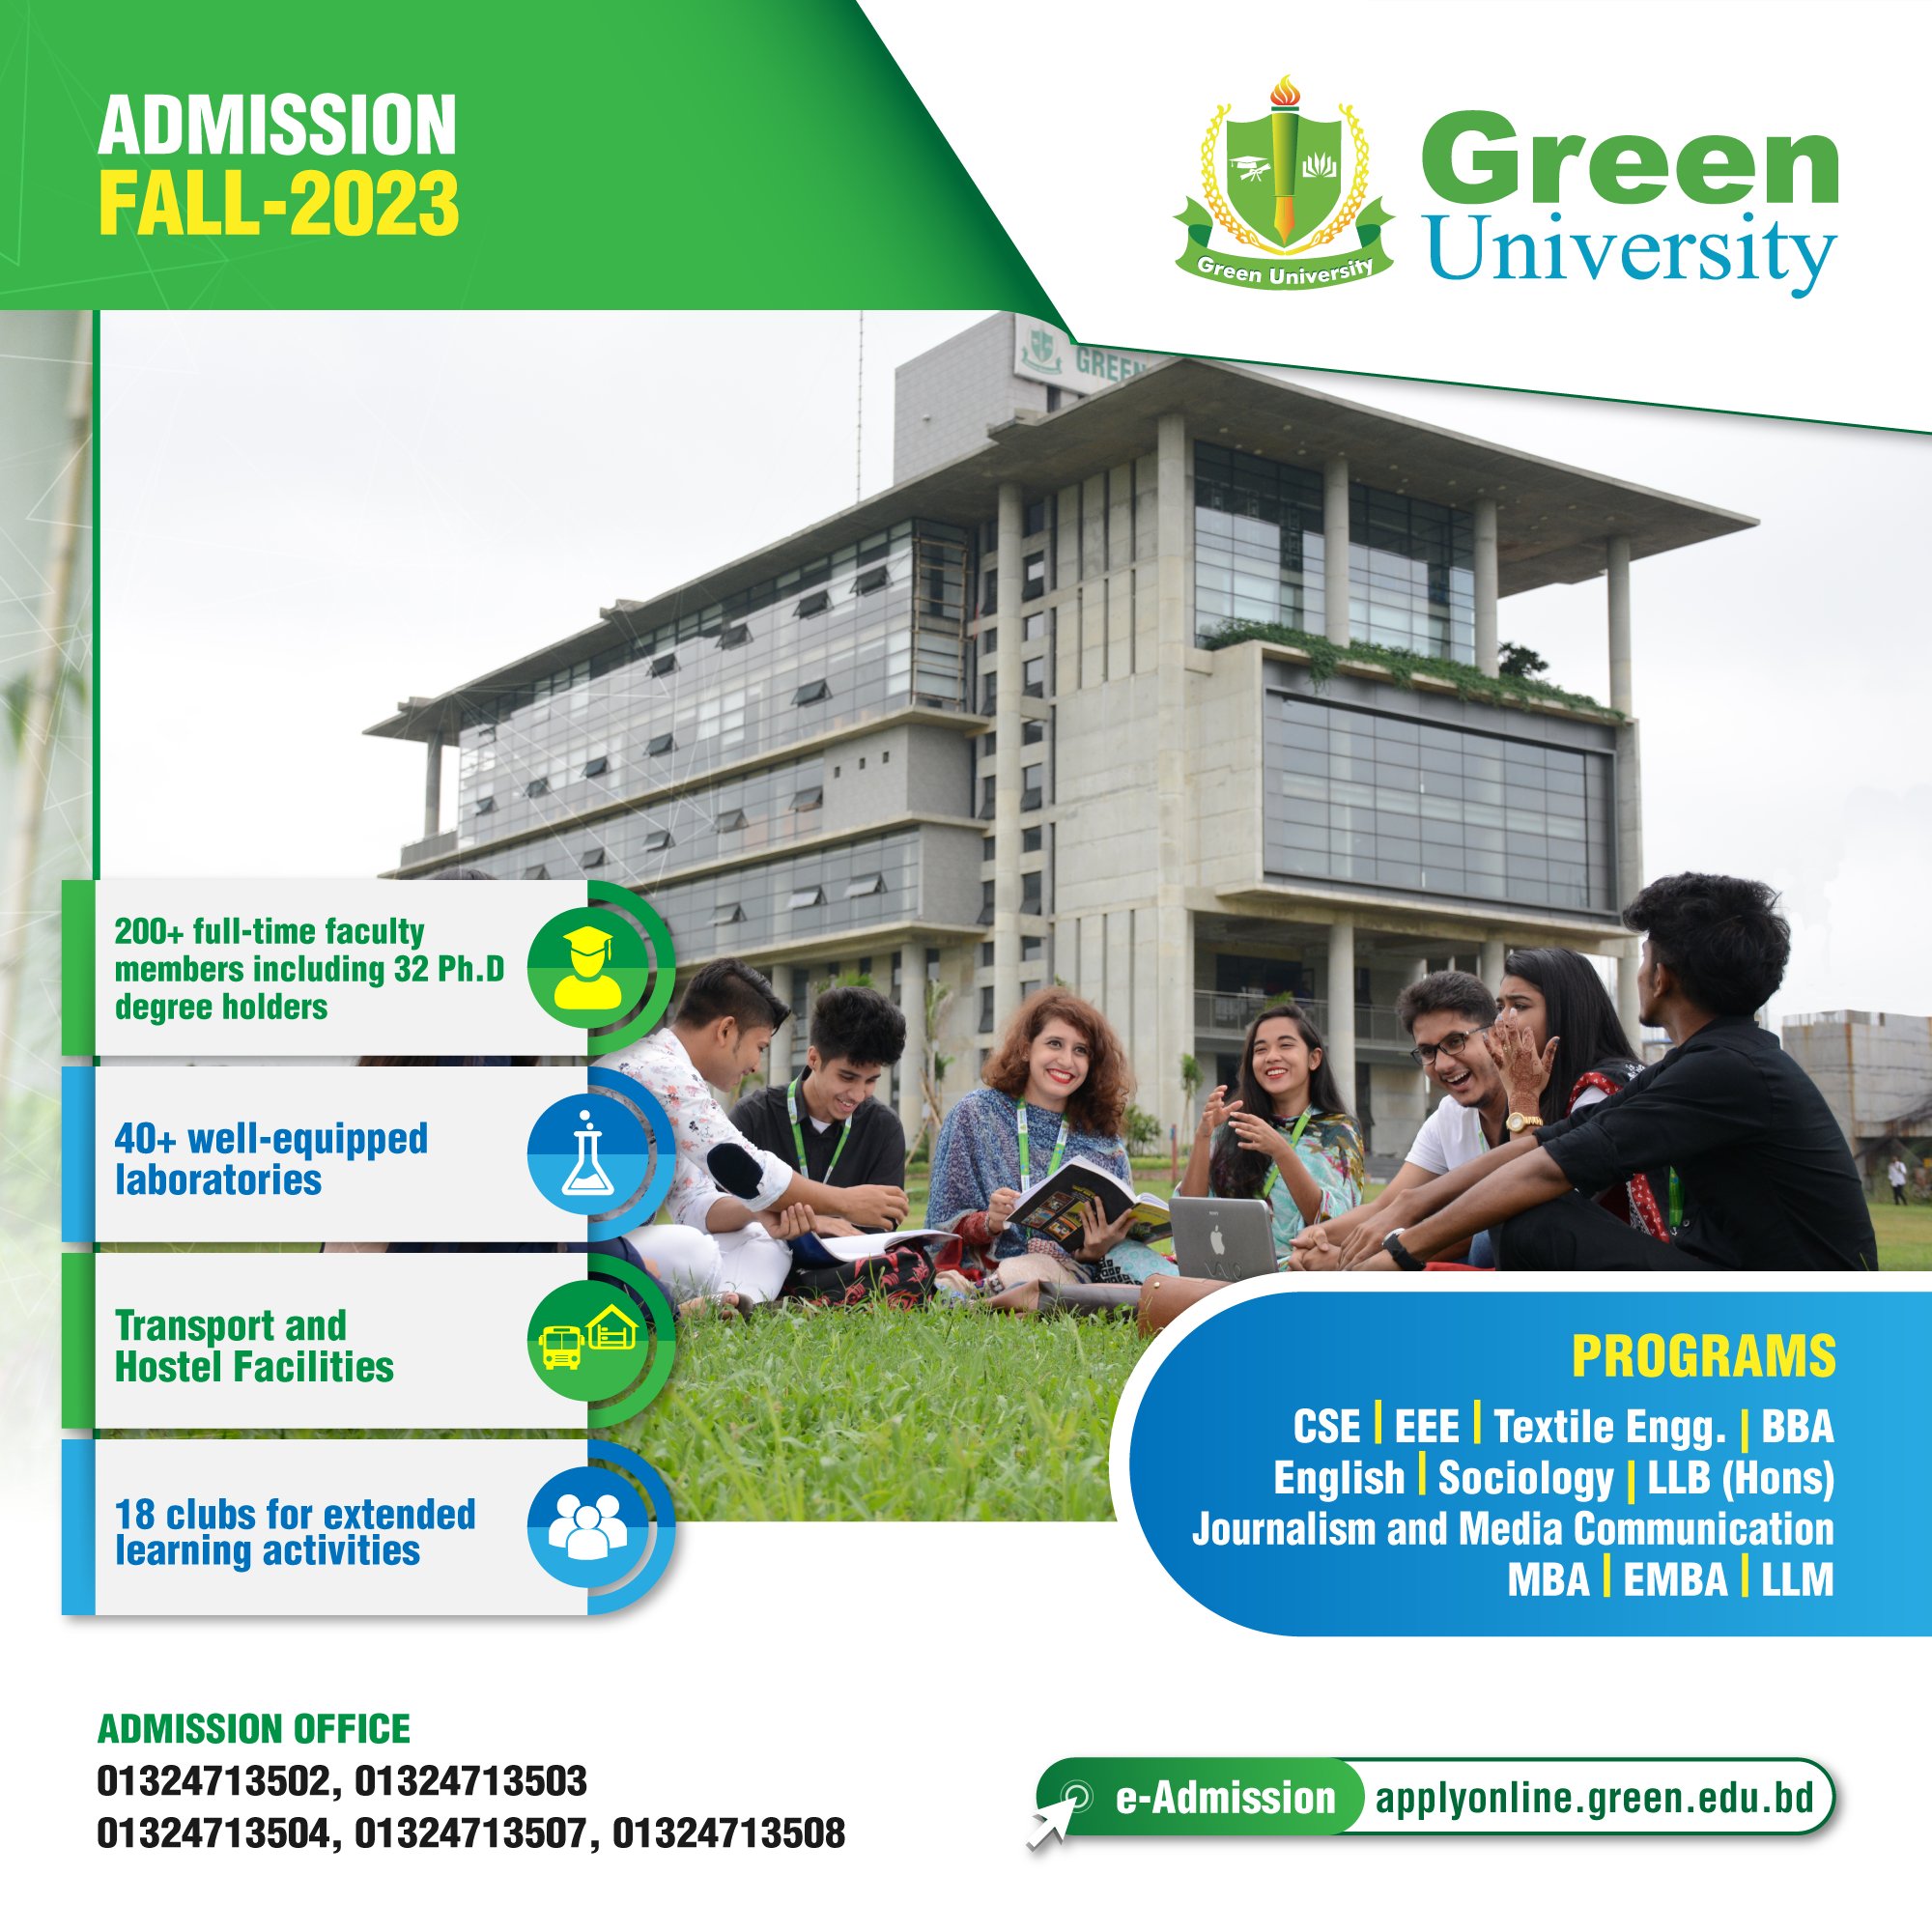 ADMISSION
FALL-2023
Green University
Green
University
GREEN
200+ full-time faculty
members including 32 Ph.D
degree holders
40+ well-equipped
laboratories
Transport and
Hostel Facilities
18 clubs for extended
learning activities
PROGRAMS
CSE | EEE | Textile Engg. | BBA
English | Sociology | LLB (Hons)
Journalism and Media Communication
MBA | EMBA | LLM
ADMISSION OFFICE
01324713502, 01324713503
01324713504, 01324713507, 01324713508
e-Admission applyonline.green.edu.bd